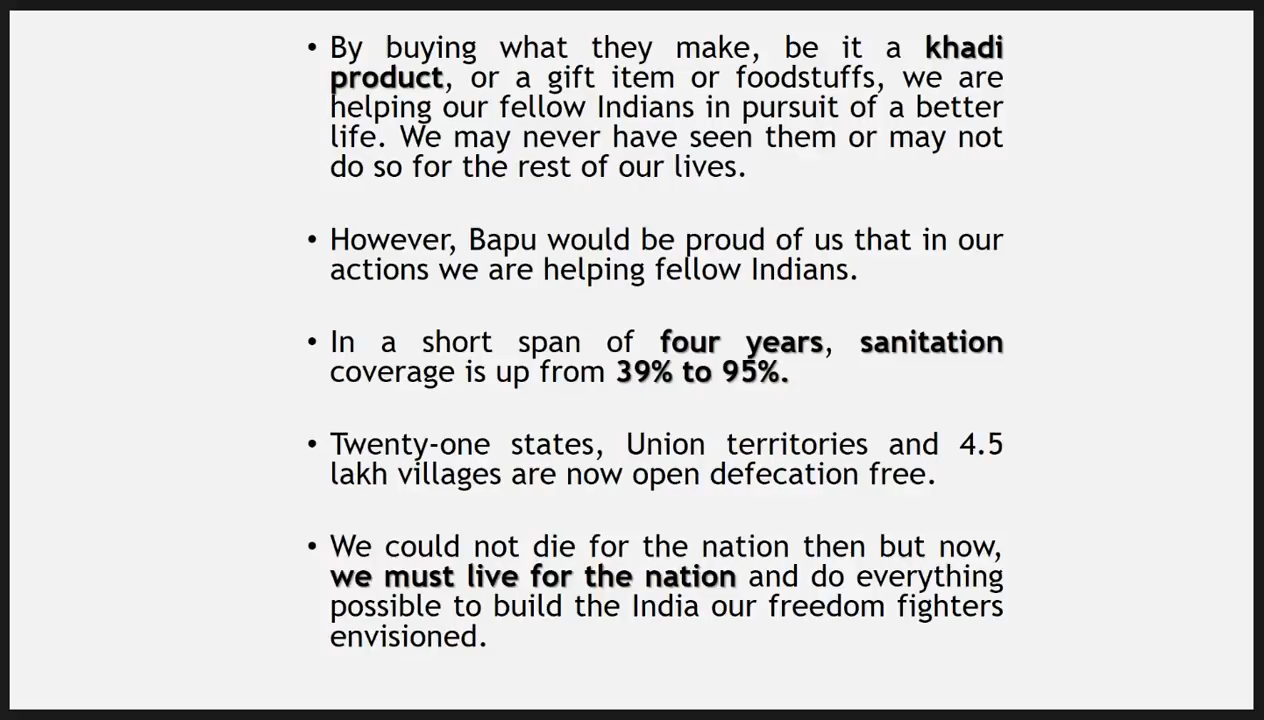 • By buying what they make, be it a khadi
product, or a gift item or foodstuffs, we are
helping our fellow Indians in pursuit of a better
life. We may never have seen them or may not
do so for the rest of our lives.
• However, Bapu would be proud of us that in our
actions we are helping fellow Indians.
• In a short span of four years, sanitation
coverage is up from 39% to 95%.
• Twenty-one states, Union territories and 4.5
lakh villages are now open defecation free.
• We could not die for the nation then but now,
we must live for the nation and do everything
possible to build the India our freedom fighters
envisioned.